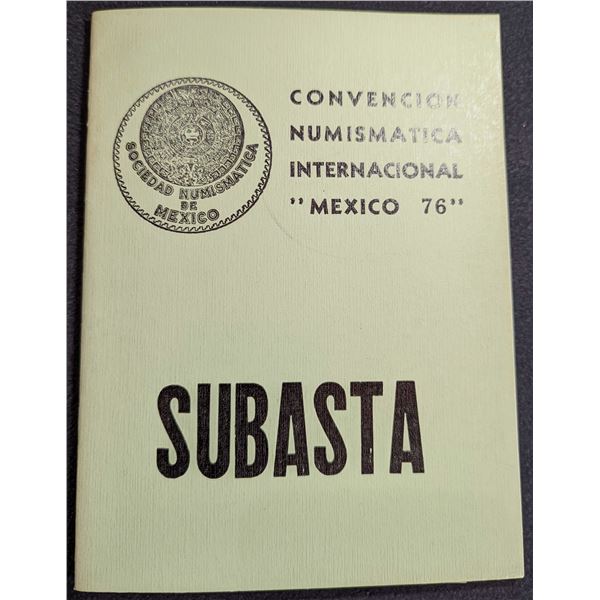 SOCIEDAD NUMISMATICA
DE
MEXICO
CONVENCION
NUMISMATICA
INTERNACIONAL
"MEXICO 76"
SUBASTA